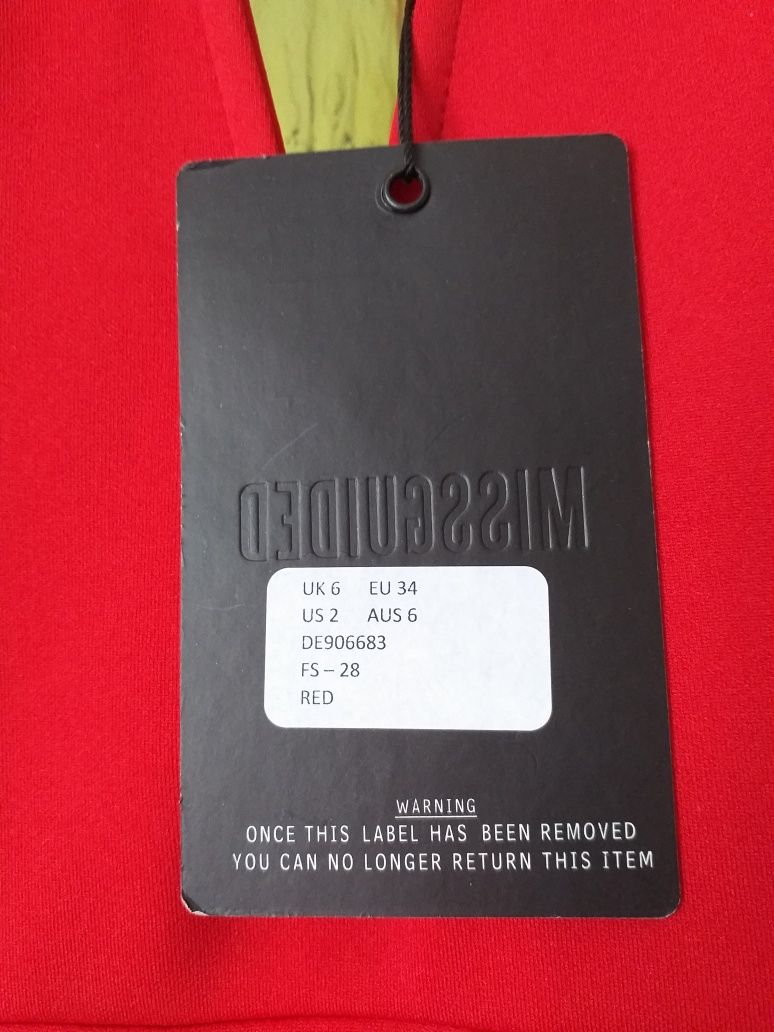 MISSGUIDED
UK 6 EU 34
US 2 AUS 6
DE906683
FS – 28
RED
WARNING
ONCE THIS LABEL HAS BEEN REMOVED
YOU CAN NO LONGER RETURN THIS ITEM